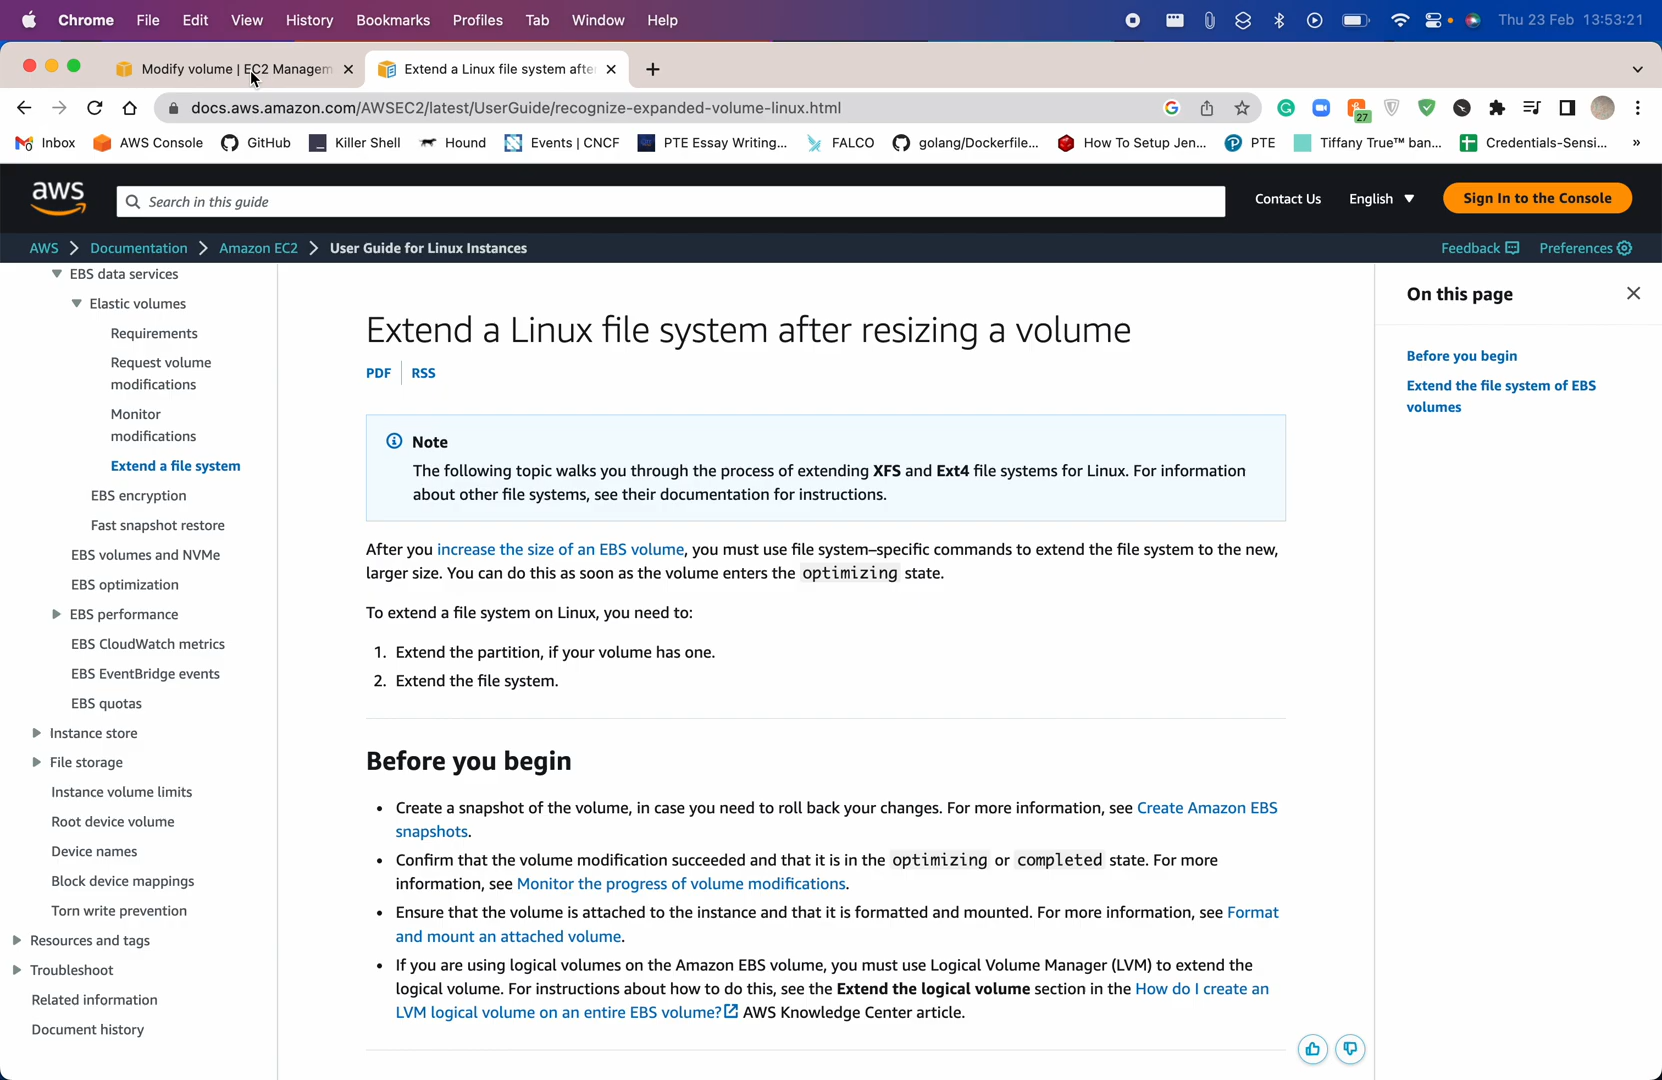 Chrome File Edit View History Bookmarks Profiles Tab Window Help Thu 23 Feb 13:53:21
Modify volume | EC2 Managem Extend a Linux file system afte
docs.aws.amazon.com/AWSEC2/latest/UserGuide/recognize-expanded-volume-linux.html 27
Inbox AWS Console GitHub Killer Shell Hound Events | CNCF PTE Essay Writing... FALCO golang/Dockerfile... How To Setup Jen... PTE Tiffany True™ ban... Credentials-Sensi... »
aws Search in this guide Contact Us English Sign In to the Console
AWS Documentation Amazon EC2 User Guide for Linux Instances Feedback Preferences
EBS data services
Elastic volumes
Requirements
Request volume
modifications
Monitor
modifications
Extend a file system
EBS encryption
Fast snapshot restore
EBS volumes and NVMe
EBS optimization
EBS performance
EBS CloudWatch metrics
EBS EventBridge events
EBS quotas
Instance store
File storage
Instance volume limits
Root device volume
Device names
Block device mappings
Torn write prevention
Resources and tags
Troubleshoot
Related information
Document history
Extend a Linux file system after resizing a volume
PDF RSS
Note
The following topic walks you through the process of extending XFS and Ext4 file systems for Linux. For information
about other file systems, see their documentation for instructions.
After you increase the size of an EBS volume, you must use file system–specific commands to extend the file system to the new,
larger size. You can do this as soon as the volume enters the optimizing state.
To extend a file system on Linux, you need to:
1. Extend the partition, if your volume has one.
2. Extend the file system.
Before you begin
• Create a snapshot of the volume, in case you need to roll back your changes. For more information, see Create Amazon EBS
snapshots.
• Confirm that the volume modification succeeded and that it is in the optimizing or completed state. For more
information, see Monitor the progress of volume modifications.
• Ensure that the volume is attached to the instance and that it is formatted and mounted. For more information, see Format
and mount an attached volume.
• If you are using logical volumes on the Amazon EBS volume, you must use Logical Volume Manager (LVM) to extend the
logical volume. For instructions about how to do this, see the Extend the logical volume section in the How do I create an
LVM logical volume on an entire EBS volume? AWS Knowledge Center article.
On this page
Before you begin
Extend the file system of EBS
volumes